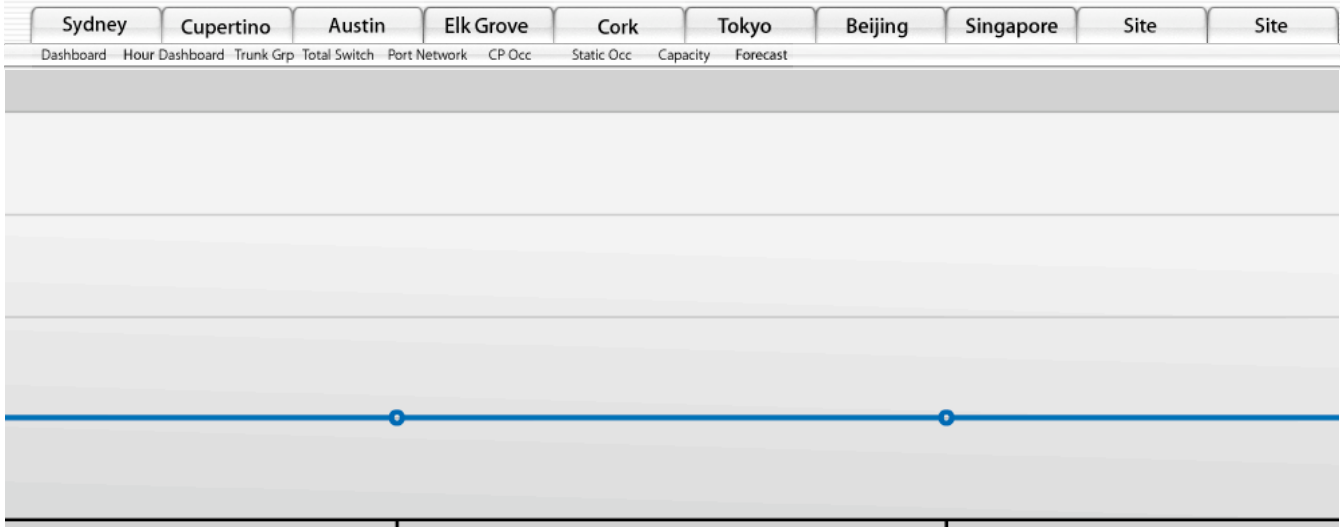 Sydney Cupertino Austin Elk Grove Cork Tokyo Beijing Singapore Site Site
Dashboard Hour Dashboard Trunk Grp Total Switch Port Network CP Occ Static Occ Capacity Forecast